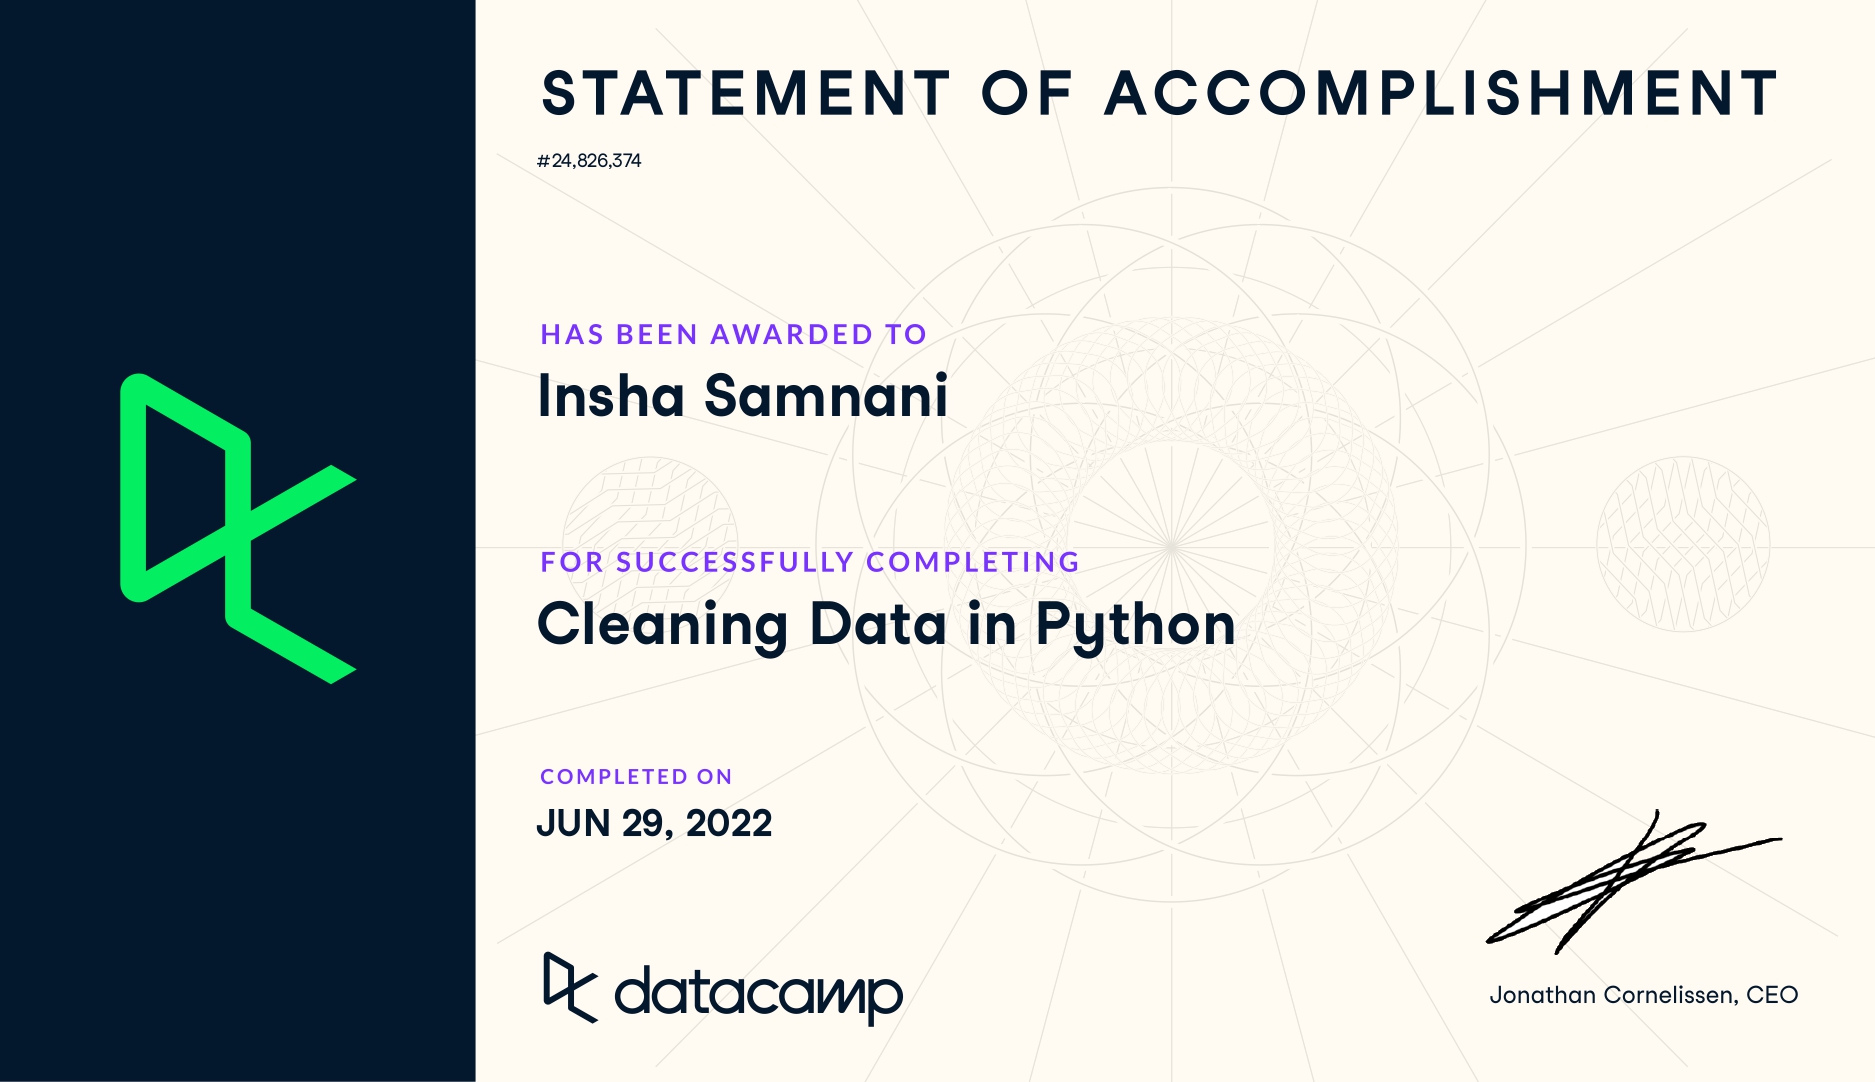 STATEMENT OF ACCOMPLISHMENT
#24,826,374
HAS BEEN AWARDED TO
Insha Samnani
FOR SUCCESSFULLY COMPLETING
Cleaning Data in Python
COMPLETED ON
JUN 29, 2022
datacamp
Jonathan Cornelissen, CEO